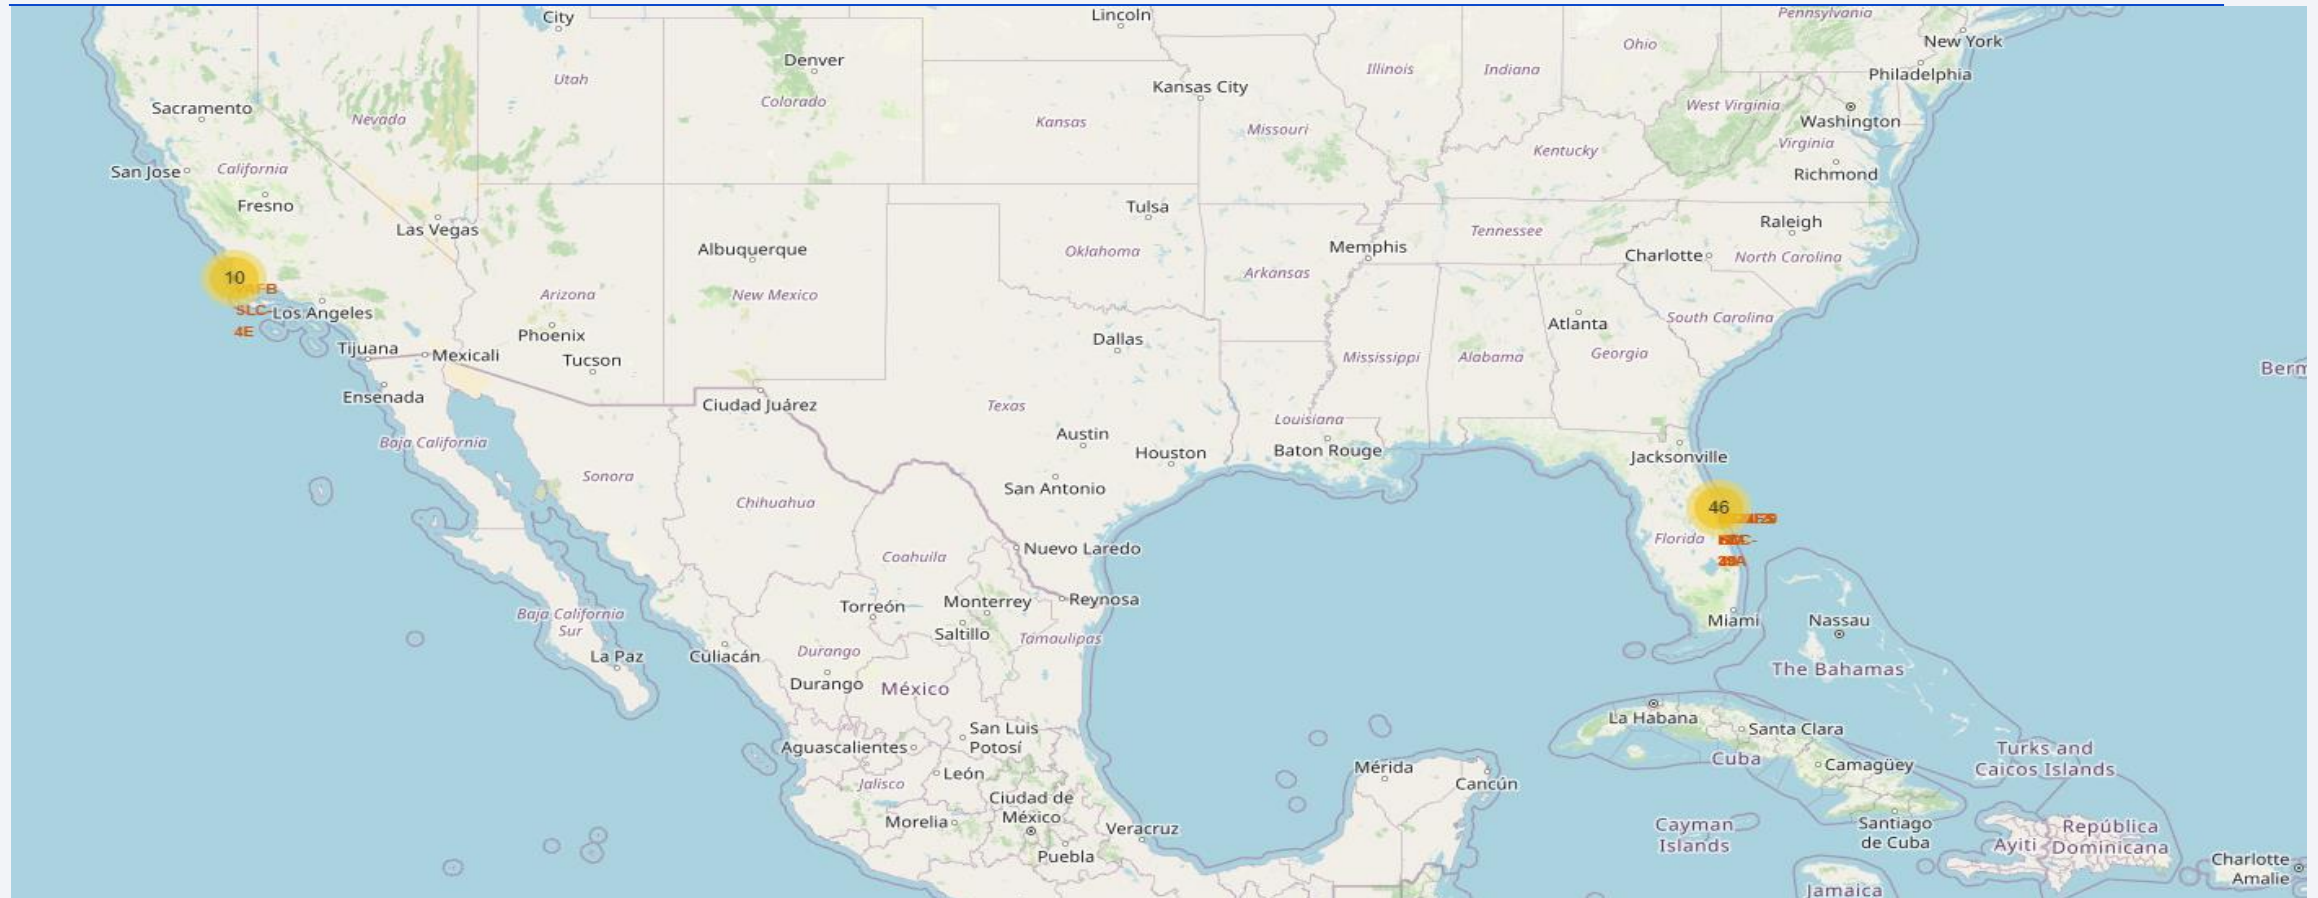 City
Lincoln
Pennsylvania
New York
Ohio
Denver
Illinois
Indiana
Philadelphia
Utah
Kansas City
Colorado
West Virginia
Sacramento
Nevada
Kansas
Missouri
Washington
Virginia
Kentucky
San Jose
California
Richmond
Fresno
Tulsa
Las Vegas
Raleigh
Tennessee
Albuquerque
Oklahoma
Memphis
Charlotte
North Carolina
Arkansas
10
VAFB
SLC-
4E
Arizona
New Mexico
Los Angeles
Phoenix
South Carolina
Atlanta
Dallas
Tijuana
Mexicali
Tucson
Mississippi
Alabama
Georgia
Ensenada
Ciudad Juárez
Texas
Louisiana
Baja California
Austin
Houston
Baton Rouge
Jacksonville
Sonora
San Antonio
Chihuahua
46
Florida
Nuevo Laredo
Coahuila
Torreón
Monterrey
Reynosa
Baja California
Sur
Saltillo
Tamaulipas
Miami
Nassau
La Paz
Culiacán
Durango
The Bahamas
Durango
México
La Habana
San Luis
Potosí
Santa Clara
Aguascalientes
Turks and
Caicos Islands
Cuba
Camagüey
Mérida
Cancún
León
Jalisco
Ciudad de
México
Morelia
Veracruz
Cayman
Islands
Santiago
de Cuba
República
Dominicana
Ayiti
Puebla
Charlotte
Amalie
Jamaica